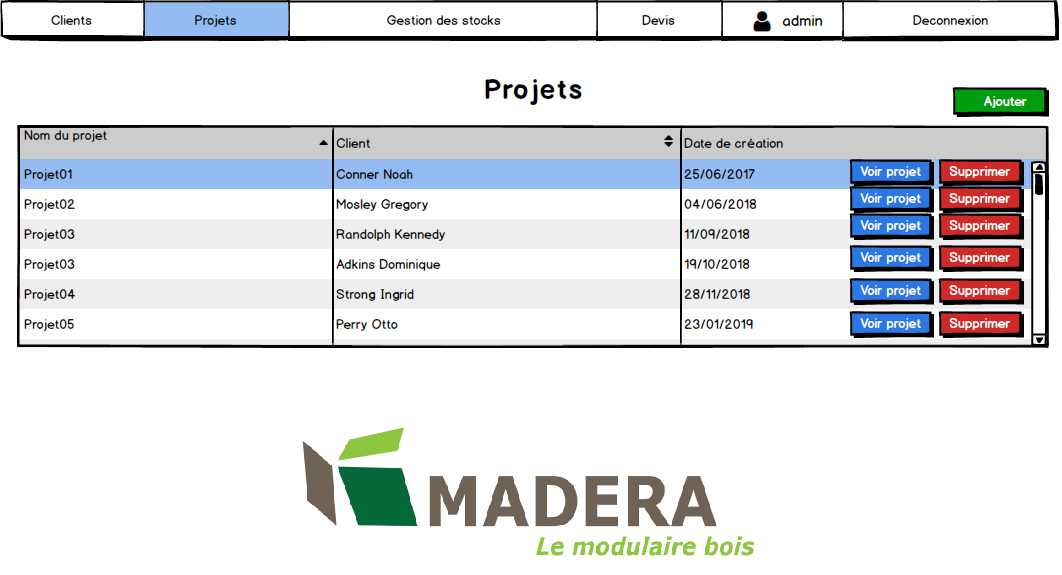 Clients Projets Gestion des stocks Devis admin Deconnexion
Projets
Ajouter
Nom du projet Client Date de création
Projet01 Conner Noah 25/06/2017 Voir projet Supprimer
Projet02 Mosley Gregory 04/06/2018 Voir projet Supprimer
Projet03 Randolph Kennedy 11/09/2018 Voir projet Supprimer
Projet03 Adkins Dominique 19/10/2018 Voir projet Supprimer
Projet04 Strong Ingrid 28/11/2018 Voir projet Supprimer
Projet05 Perry Otto 23/01/2019 Voir projet Supprimer
MADERA
Le modulaire bois